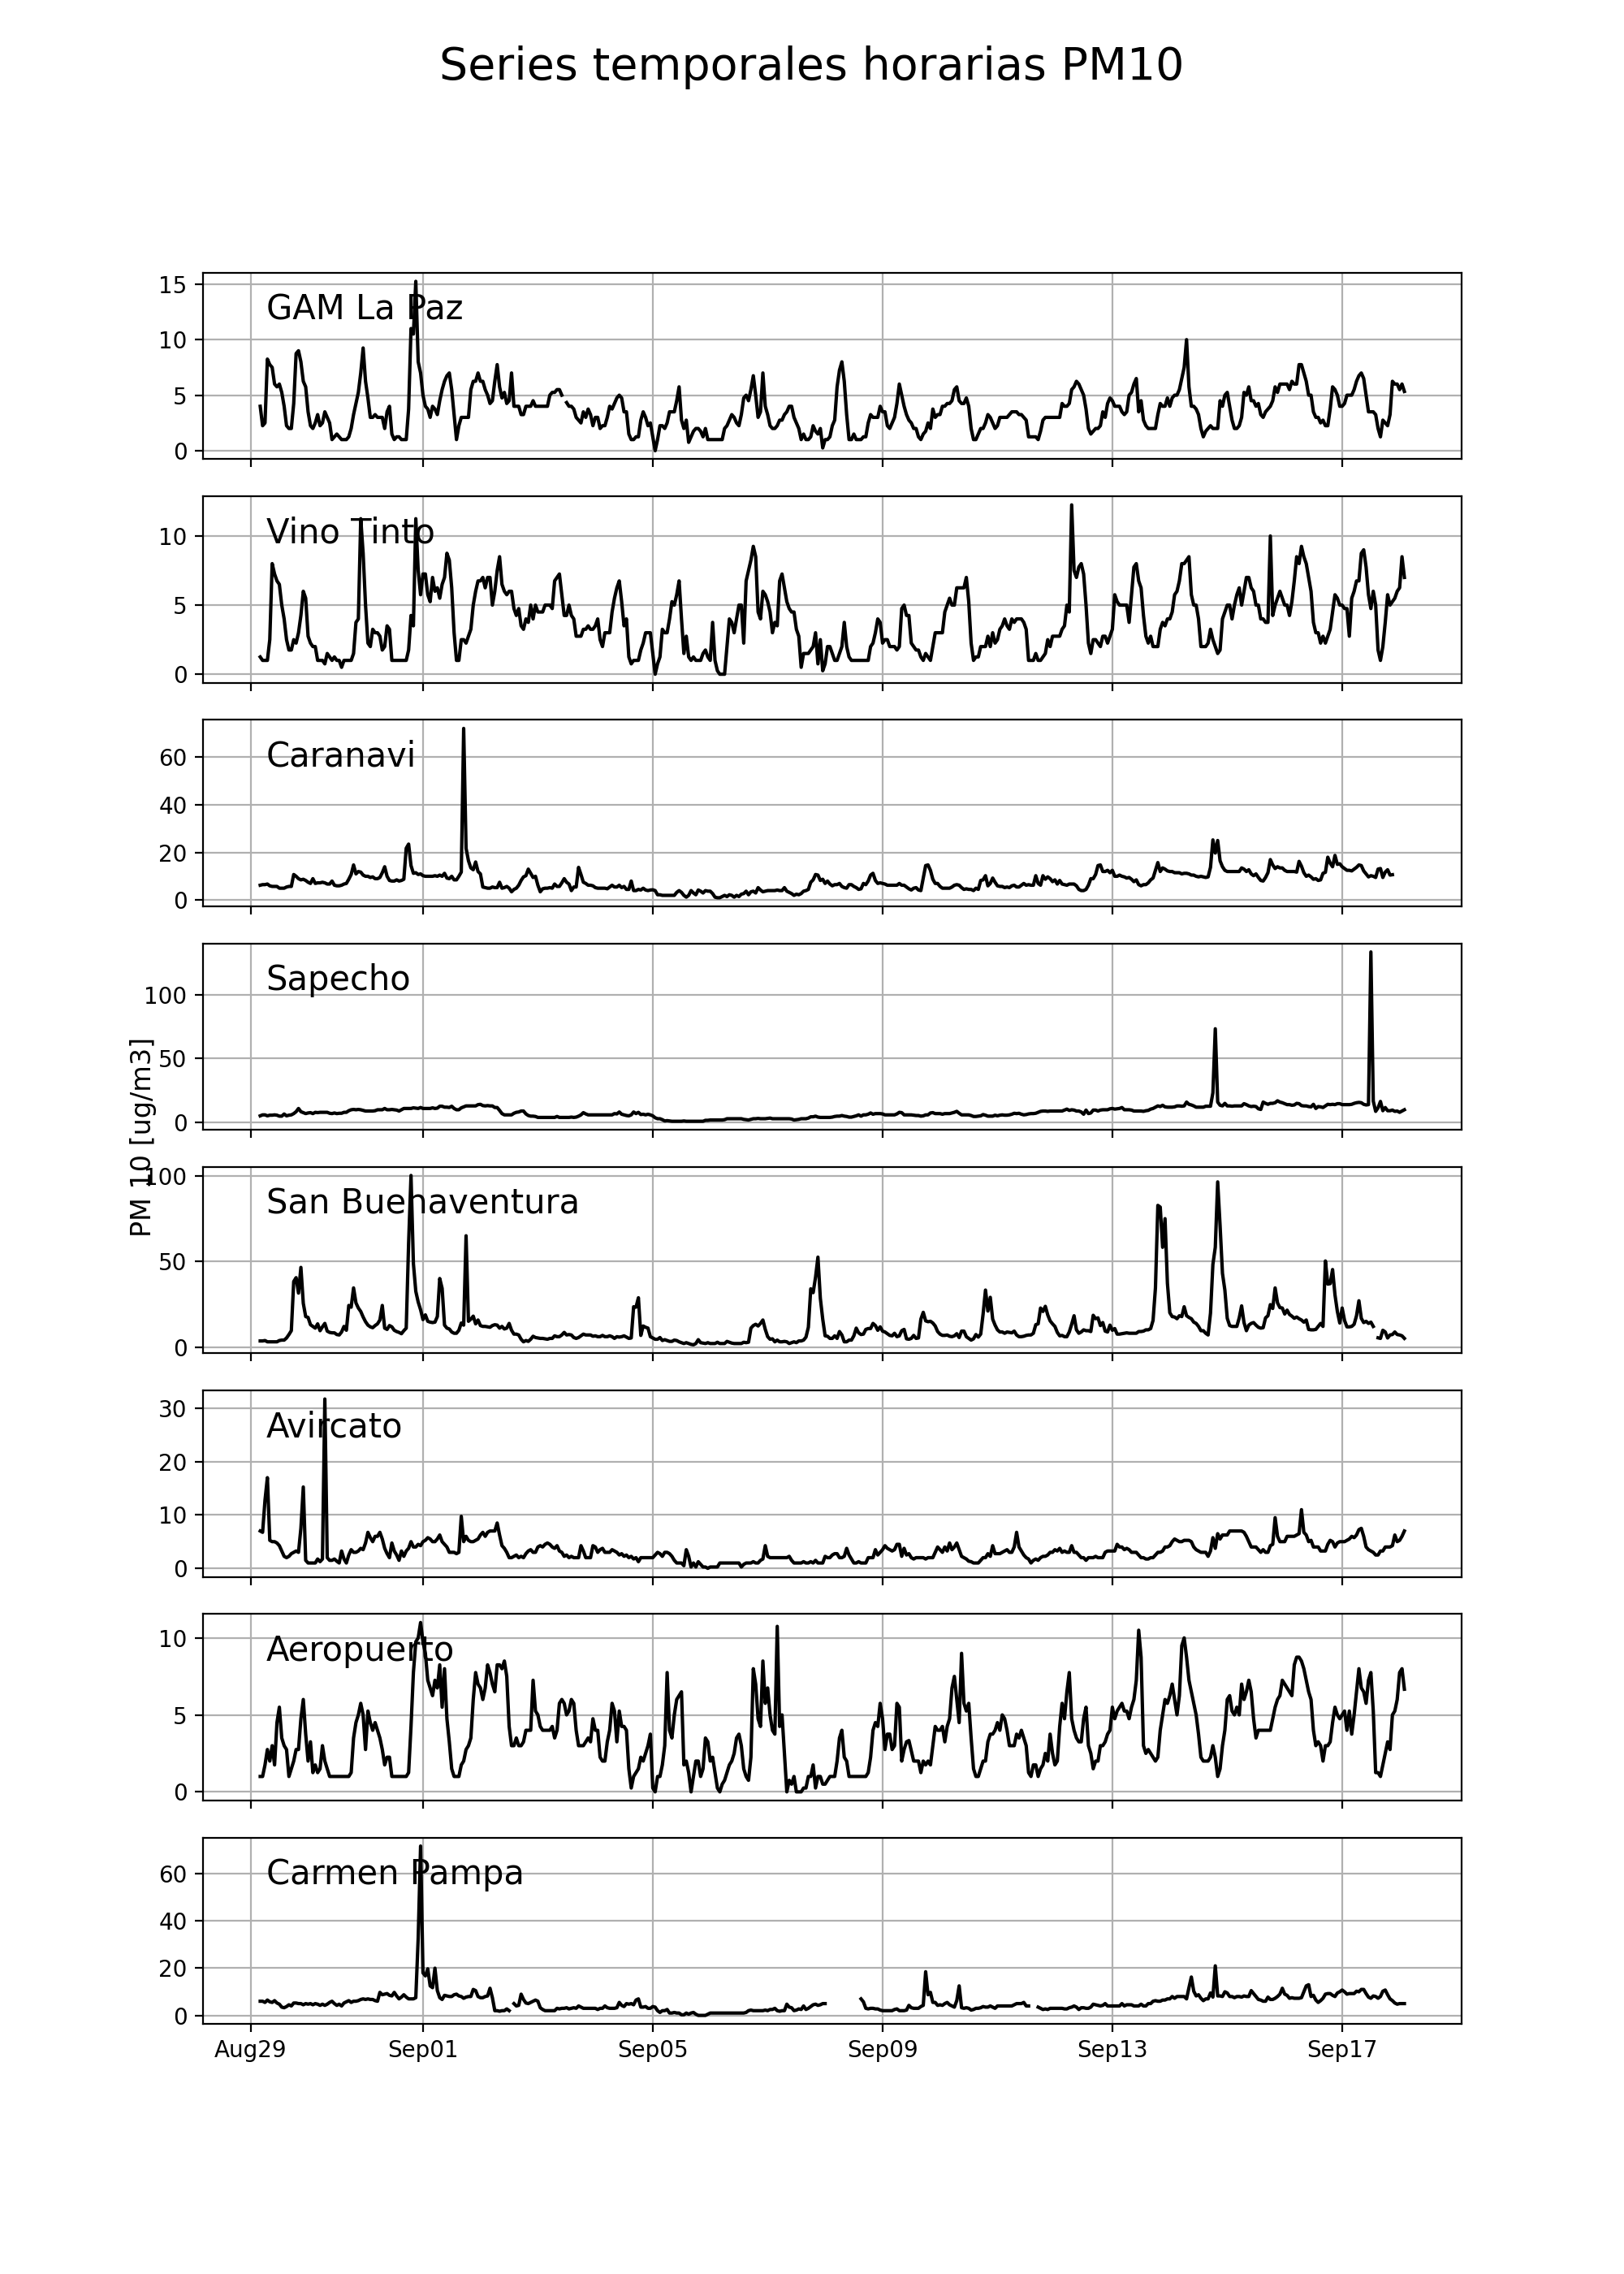 Series temporales horarias PM10
15
10
5
0
GAM La Paz
10
5
0
Vino Tinto
60
40
20
0
Caranavi
100
50
0
Sapecho
PM 10 [ug/m3]
100
50
0
San Buenaventura
30
20
10
0
Avircato
10
5
0
Aeropuerto
60
40
20
0
Carmen Pampa
Aug29 Sep01 Sep05 Sep09 Sep13 Sep17